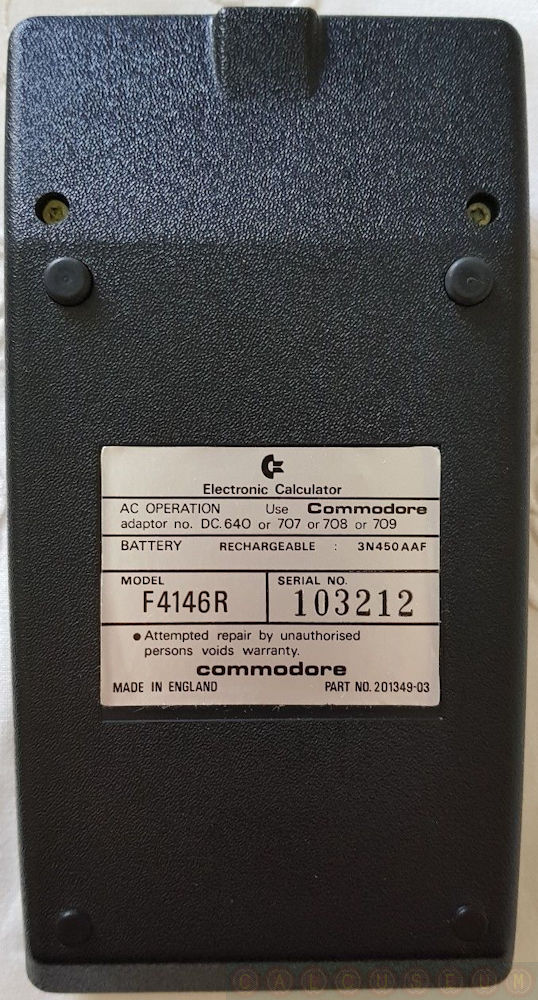 Electronic Calculator
AC OPERATION Use Commodore
adaptor no. DC.640 or 707 or 708 or 709
BATTERY RECHARGEABLE : 3N450AAF
MODEL SERIAL NO.
F4146R 103212
• Attempted repair by unauthorised
persons voids warranty.
commodore
MADE IN ENGLAND PART NO. 201349-03
© ALCUSEUM